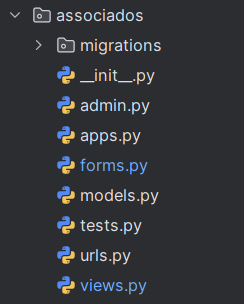 associados
migrations
__init__.py
admin.py
apps.py
forms.py
models.py
tests.py
urls.py
views.py